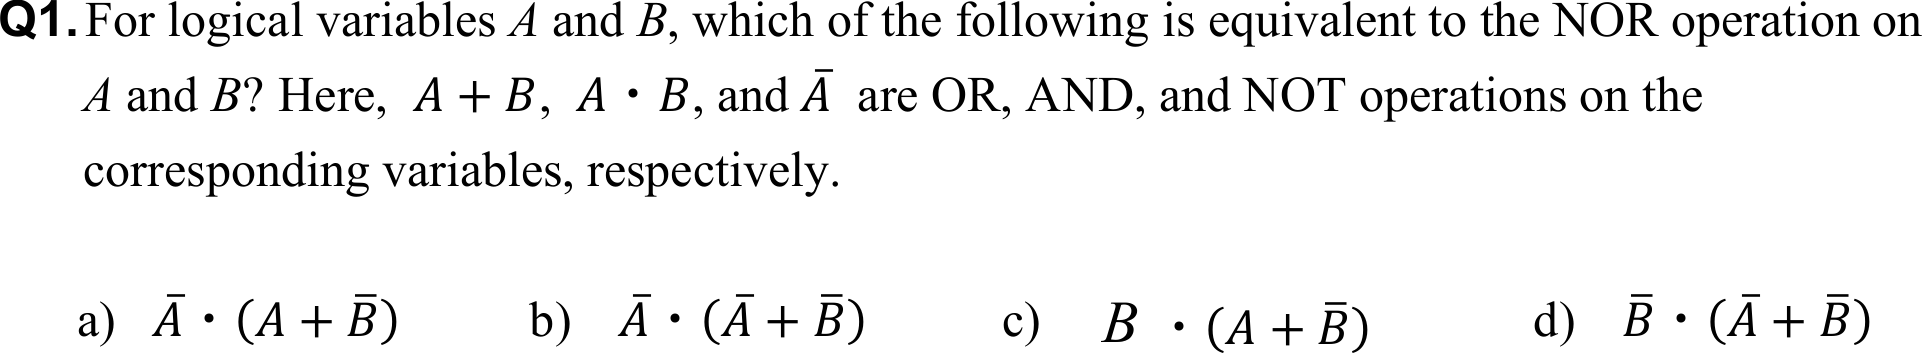 Q1. For logical variables A and B, which of the following is equivalent to the NOR operation on
A and B? Here, A + B, A · B, and Ā are OR, AND, and NOT operations on the
corresponding variables, respectively.
a) Ā · (A + B̄) b) Ā · (Ā + B̄) c) B · (A + B̄) d) B̄ · (Ā + B̄)